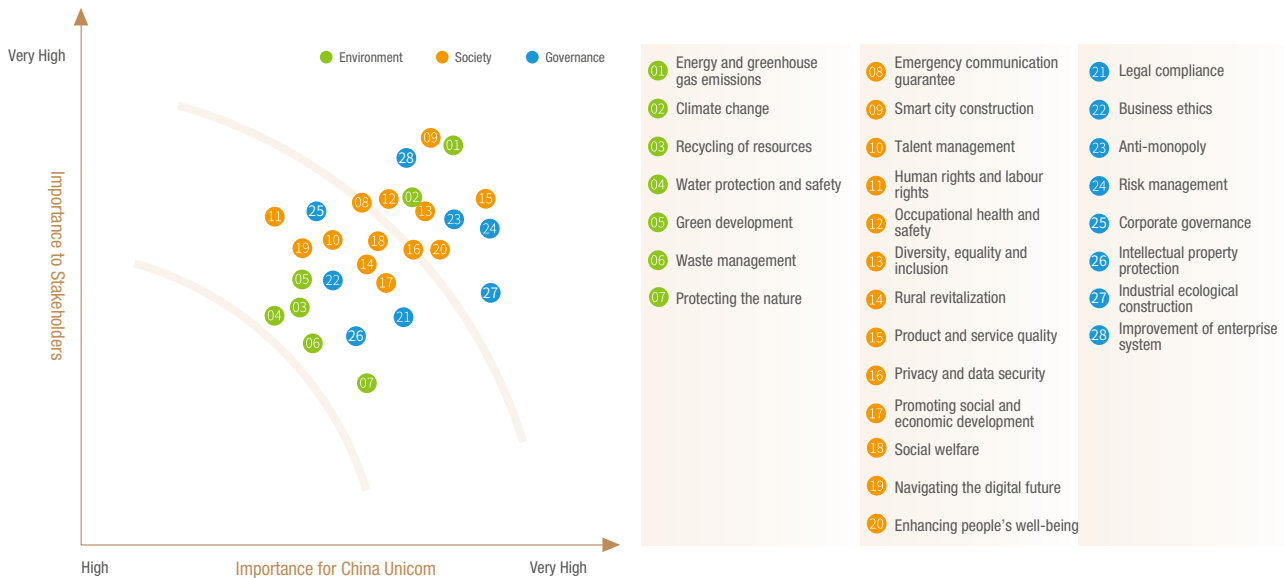 Very High
Environment
Society
Governance
09
01
28
12
02
15
08
13
11
25
23
24
10
18
19
16
20
14
05
22
17
27
03
04
21
26
06
07
Importance to Stakeholders
High
Importance for China Unicom
Very High
01 Energy and greenhouse
gas emissions
02 Climate change
03 Recycling of resources
04 Water protection and safety
05 Green development
06 Waste management
07 Protecting the nature
08 Emergency communication
guarantee
09 Smart city construction
10 Talent management
11 Human rights and labour
rights
12 Occupational health and
safety
13 Diversity, equality and
inclusion
14 Rural revitalization
15 Product and service quality
16 Privacy and data security
17 Promoting social and
economic development
18 Social welfare
19 Navigating the digital future
20 Enhancing people's well-being
21 Legal compliance
22 Business ethics
23 Anti-monopoly
24 Risk management
25 Corporate governance
26 Intellectual property
protection
27 Industrial ecological
construction
28 Improvement of enterprise
system